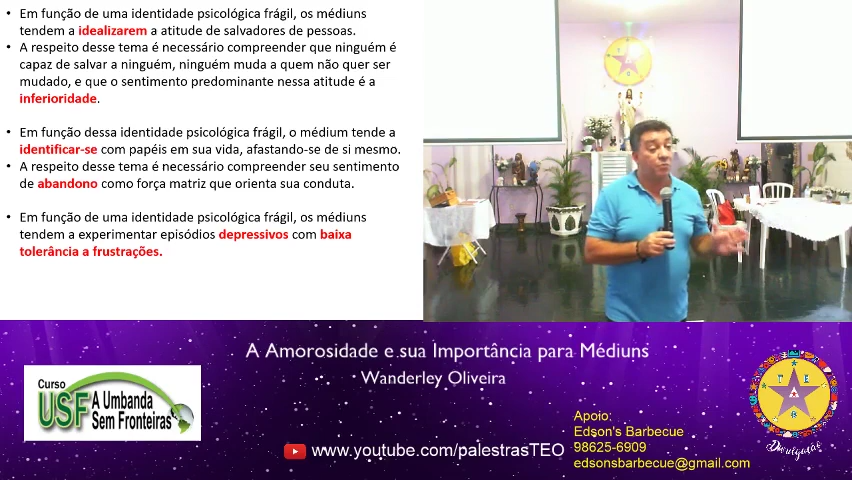 • Em função de uma identidade psicológica frágil, os médiuns
tendem a idealizarem a atitude de salvadores de pessoas.
• A respeito desse tema é necessário compreender que ninguém é
capaz de salvar a ninguém, ninguém muda a quem não quer ser
mudado, e que o sentimento predominante nessa atitude é a
inferioridade.
• Em função dessa identidade psicológica frágil, o médium tende a
identificar-se com papéis em sua vida, afastando-se de si mesmo.
• A respeito desse tema é necessário compreender seu sentimento
de abandono como força matriz que orienta sua conduta.
• Em função de uma identidade psicológica frágil, os médiuns
tendem a experimentar episódios depressivos com baixa
tolerância a frustrações.
A Amorosidade e sua Importância para Médiuns
Wanderley Oliveira
Curso
USF A Umbanda
Sem Fronteiras
www.youtube.com/palestrasTEO
Apoio:
Edson's Barbecue
98625-6909
edsonsbarbecue@gmail.com
T E
A B
Divulgação